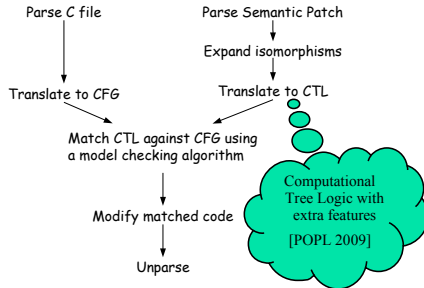 Parse C file
Parse Semantic Patch
Expand isomorphisms
Translate to CFG
Translate to CTL
Match CTL against CFG using
a model checking algorithm
Computational
Tree Logic with
extra features
[POPL 2009]
Modify matched code
Unparse